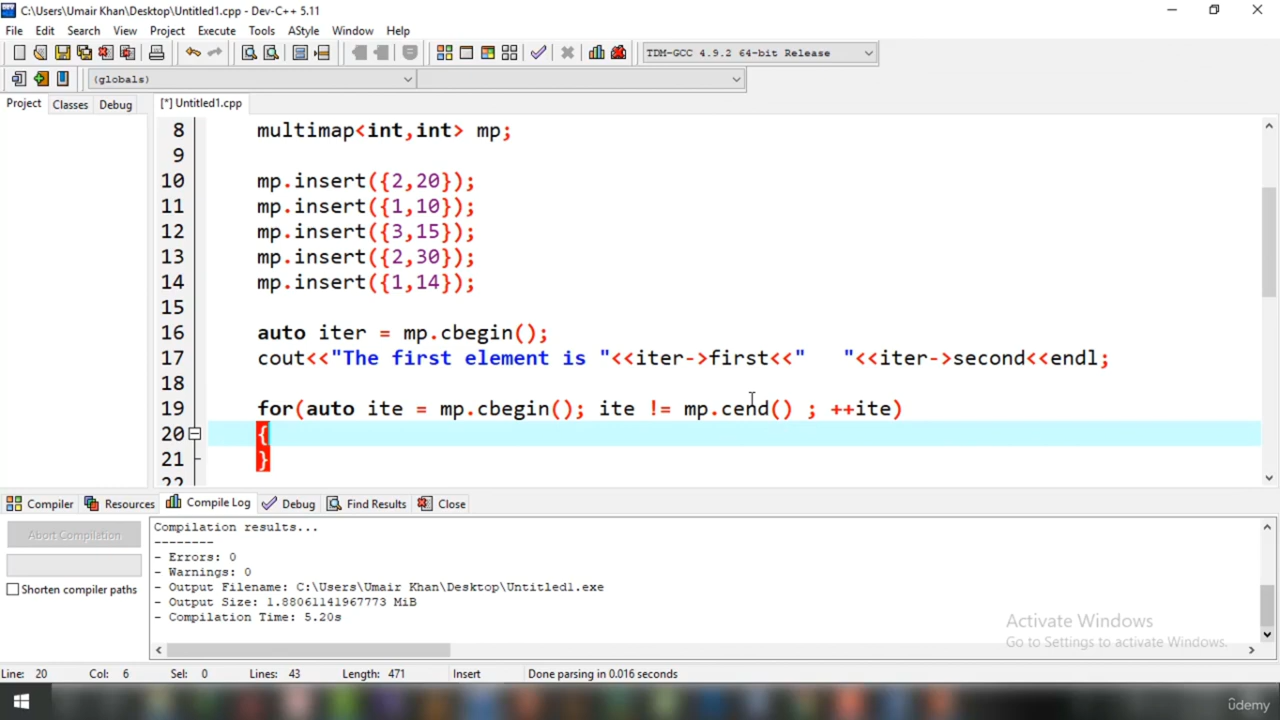 C:\Users\Umair Khan\Desktop\Untitled1.cpp - Dev-C++ 5.11
File Edit Search View Project Execute Tools AStyle Window Help
TDM-GCC 4.9.2 64-bit Release
(globals)
Project Classes Debug [*] Untitled1.cpp
8 multimap<int,int> mp;
9
10 mp.insert({2,20});
11 mp.insert({1,10});
12 mp.insert({3,15});
13 mp.insert({2,30});
14 mp.insert({1,14});
15
16 auto iter = mp.cbegin();
17 cout<<"The first element is "<<iter->first<<"   "<<iter->second<<endl;
18
19 for(auto ite = mp.cbegin(); ite != mp.cend() ; ++ite)
20 {
21 }
22
Compiler Resources Compile Log Debug Find Results Close
Abort Compilation
Shorten compiler paths
Compilation results...
--------
- Errors: 0
- Warnings: 0
- Output Filename: C:\Users\Umair Khan\Desktop\Untitled1.exe
- Output Size: 1.88061141967773 MiB
- Compilation Time: 5.20s
Activate Windows
Go to Settings to activate Windows.
Line: 20 Col: 6 Sel: 0 Lines: 43 Length: 471 Insert Done parsing in 0.016 seconds
ûdemy